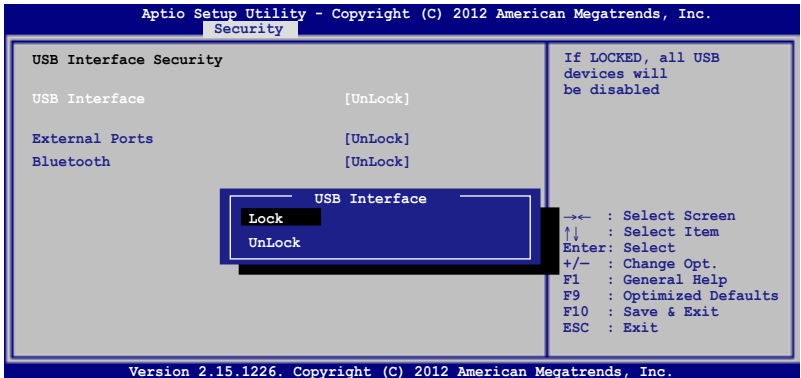 Aptio Setup Utility - Copyright (C) 2012 American Megatrends, Inc.
Security
USB Interface Security
USB Interface [UnLock]
External Ports [UnLock]
Bluetooth [UnLock]
USB Interface
Lock
UnLock
If LOCKED, all USB
devices will
be disabled
→← : Select Screen
↑↓ : Select Item
Enter: Select
+/— : Change Opt.
F1 : General Help
F9 : Optimized Defaults
F10 : Save & Exit
ESC : Exit
Version 2.15.1226. Copyright (C) 2012 American Megatrends, Inc.